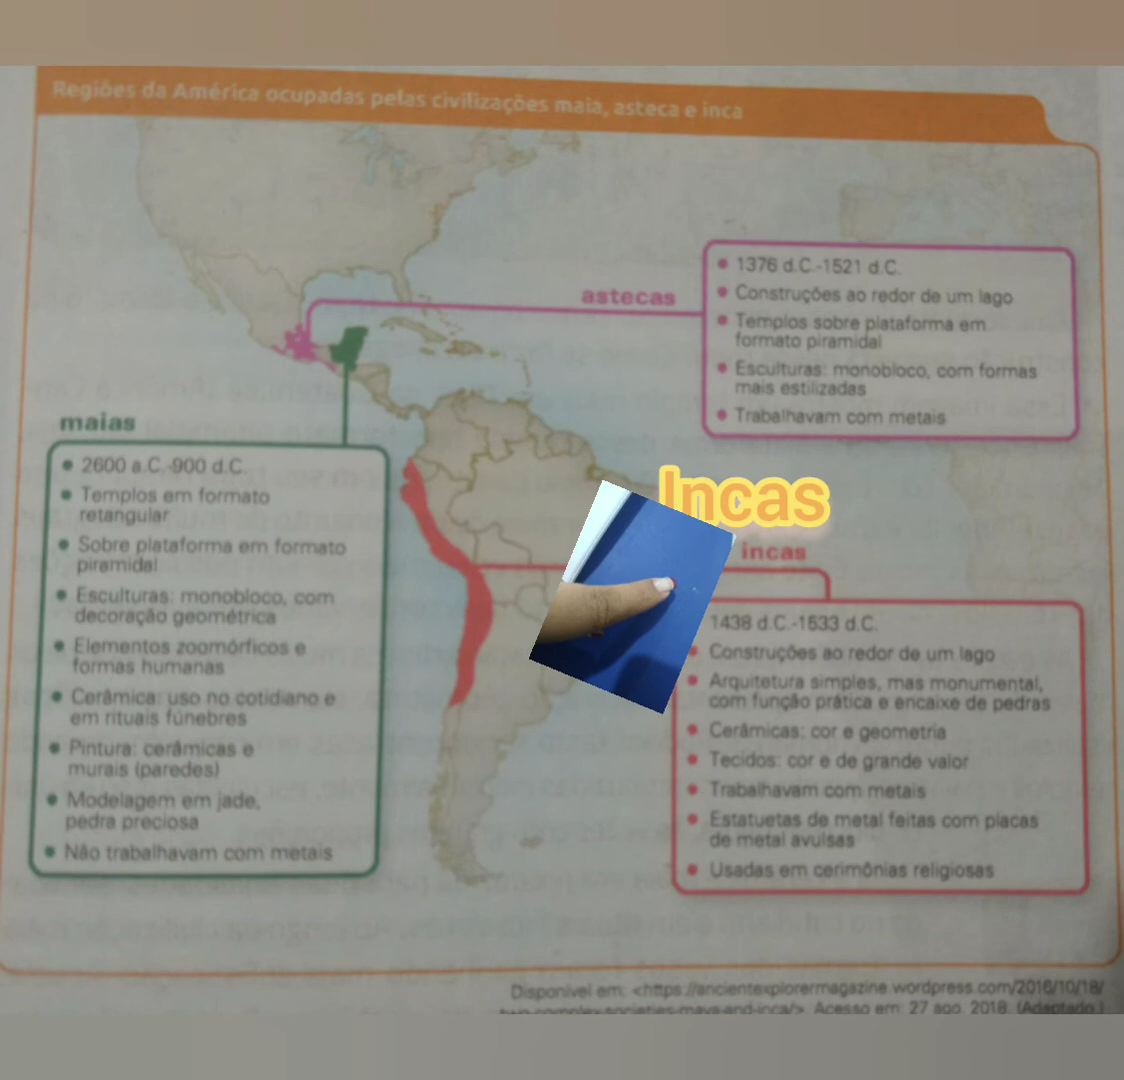 Regiões da América ocupadas pelas civilizações maia, asteca e inca
astecas
1376 d.C.-1521 d.C.
Construções ao redor de um lago
Templos sobre plataforma em
formato piramidal
Esculturas: monobloco, com formas
mais estilizadas
Trabalhavam com metais
maias
2600 a.C.-900 d.C.
Templos em formato
retangular
Sobre plataforma em formato
piramidal
Esculturas: monobloco, com
decoração geométrica
Elementos zoomórficos e
formas humanas
Cerâmica: uso no cotidiano e
em rituais fúnebres
Pintura: cerâmicas e
murais (paredes)
Modelagem em jade,
pedra preciosa
Não trabalhavam com metais
Incas
incas
1438 d.C.-1533 d.C.
Construções ao redor de um lago
Arquitetura simples, mas monumental,
com função prática e encaixe de pedras
Cerâmicas: cor e geometria
Tecidos: cor e de grande valor
Trabalhavam com metais
Estatuetas de metal feitas com placas
de metal avulsas
Usadas em cerimônias religiosas
Disponível em: <https://ancientexplorermagazine.wordpress.com/2016/10/18/
two-complex-societies-maya-and-inca/>. Acesso em: 27 ago. 2018. (Adaptado.)